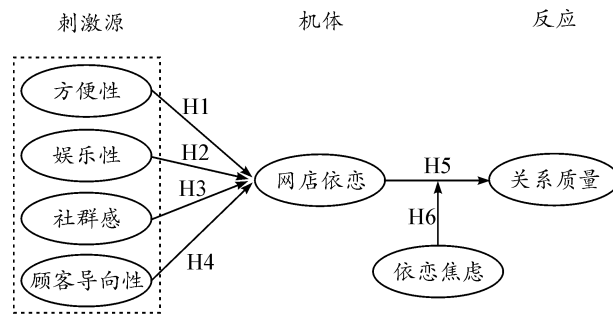 刺激源 机体 反应
方便性
H1
娱乐性
H2
H3
网店依恋
H5
关系质量
社群感
H6
H4
顾客导向性
依恋焦虑